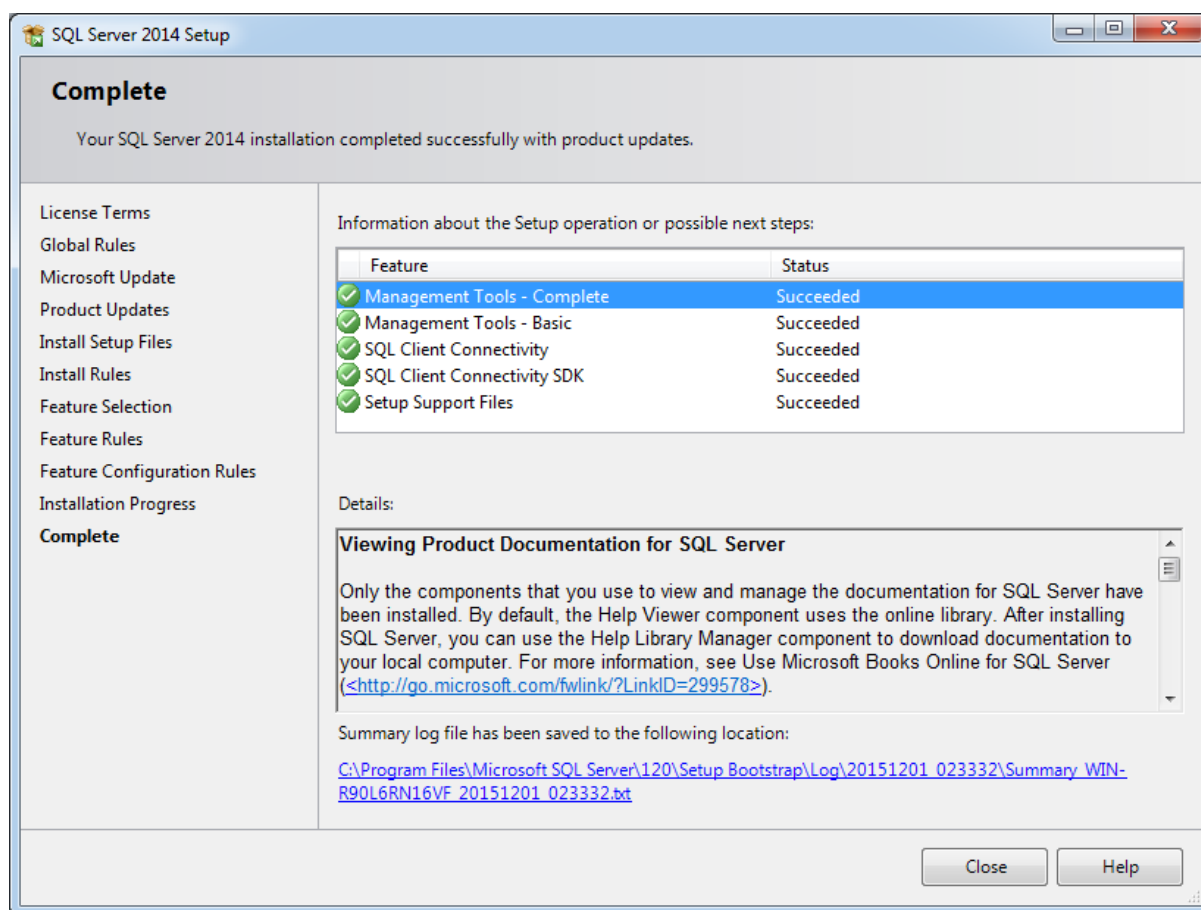 SQL Server 2014 Setup
Complete
Your SQL Server 2014 installation completed successfully with product updates.
License Terms
Global Rules
Microsoft Update
Product Updates
Install Setup Files
Install Rules
Feature Selection
Feature Rules
Feature Configuration Rules
Installation Progress
Complete
Information about the Setup operation or possible next steps:
Feature Status
Management Tools - Complete Succeeded
Management Tools - Basic Succeeded
SQL Client Connectivity Succeeded
SQL Client Connectivity SDK Succeeded
Setup Support Files Succeeded
Details:
Viewing Product Documentation for SQL Server
Only the components that you use to view and manage the documentation for SQL Server have
been installed. By default, the Help Viewer component uses the online library. After installing
SQL Server, you can use the Help Library Manager component to download documentation to
your local computer. For more information, see Use Microsoft Books Online for SQL Server
(<http://go.microsoft.com/fwlink/?LinkID=299578>).
Summary log file has been saved to the following location:
C:\Program Files\Microsoft SQL Server\120\Setup Bootstrap\Log\20151201_023332\Summary_WIN-
R90L6RN16VF_20151201_023332.txt
Close Help